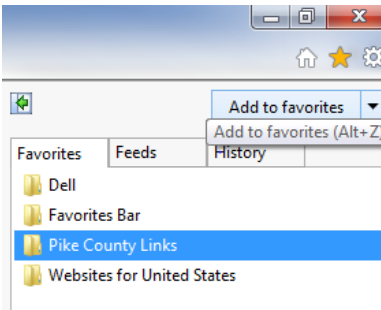 Add to favorites
Add to favorites (Alt+Z)
Favorites Feeds History
Dell
Favorites Bar
Pike County Links
Websites for United States